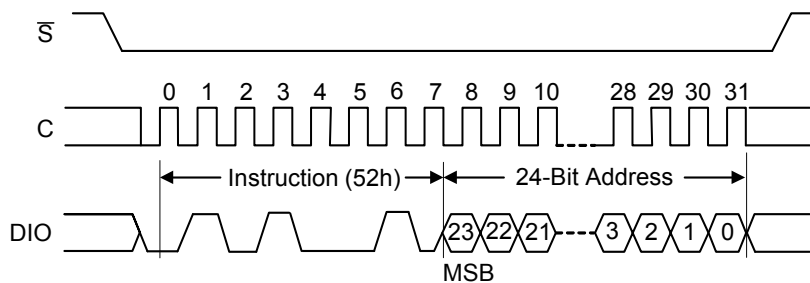 S
0 1 2 3 4 5 6 7 8 9 10 28 29 30 31
C
Instruction (52h) 24-Bit Address
DIO 23 22 21 3 2 1 0
MSB